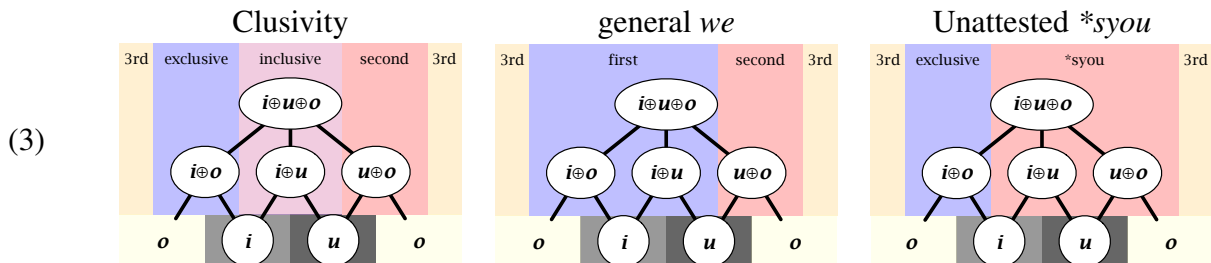 Clusivity general we Unattested *syou
3rd exclusive inclusive second 3rd 3rd first second 3rd 3rd exclusive *syou 3rd
i⊕u⊕o i⊕u⊕o i⊕u⊕o
(3)
i⊕o i⊕u u⊕o i⊕o i⊕u u⊕o i⊕o i⊕u u⊕o
o i u o o i u o o i u o